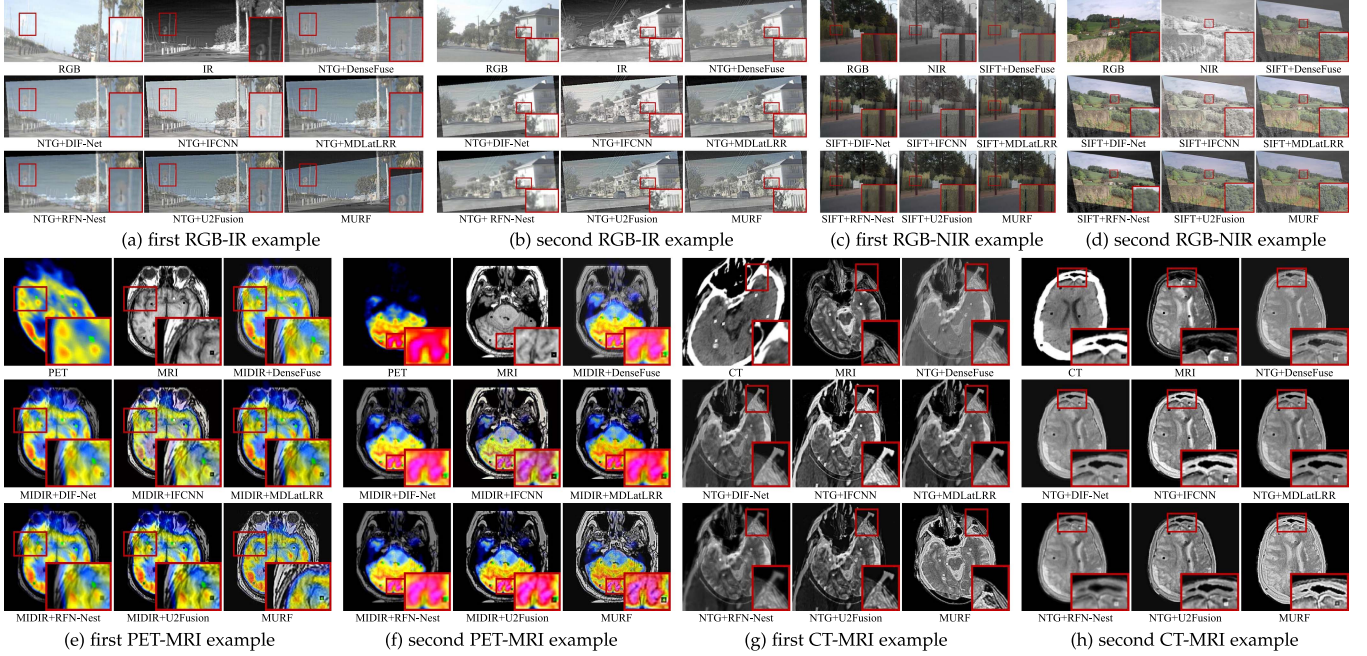 RGB IR NTG+DenseFuse
NTG+DIF-Net NTG+IFCNN NTG+MDLatLRR
NTG+RFN-Nest NTG+U2Fusion MURF
(a) first RGB-IR example
RGB IR NTG+DenseFuse
NTG+DIF-Net NTG+IFCNN NTG+MDLatLRR
NTG+ RFN-Nest NTG+U2Fusion MURF
(b) second RGB-IR example
RGB NIR SIFT+DenseFuse
SIFT+DIF-Net SIFT+IFCNN SIFT+MDLatLRR
SIFT+RFN-Nest SIFT+U2Fusion MURF
(c) first RGB-NIR example
RGB NIR SIFT+DenseFuse
SIFT+DIF-Net SIFT+IFCNN SIFT+MDLatLRR
SIFT+RFN-Nest SIFT+U2Fusion MURF
(d) second RGB-NIR example
PET MRI MIDIR+DenseFuse
MIDIR+DIF-Net MIDIR+IFCNN MIDIR+MDLatLRR
MIDIR+RFN-Nest MIDIR+U2Fusion MURF
(e) first PET-MRI example
PET MRI MIDIR+DenseFuse
MIDIR+DIF-Net MIDIR+IFCNN MIDIR+MDLatLRR
MIDIR+RFN-Nest MIDIR+U2Fusion MURF
(f) second PET-MRI example
CT MRI NTG+DenseFuse
NTG+DIF-Net NTG+IFCNN NTG+MDLatLRR
NTG+RFN-Nest NTG+U2Fusion MURF
(g) first CT-MRI example
CT MRI NTG+DenseFuse
NTG+DIF-Net NTG+IFCNN NTG+MDLatLRR
NTG+RFN-Nest NTG+U2Fusion MURF
(h) second CT-MRI example